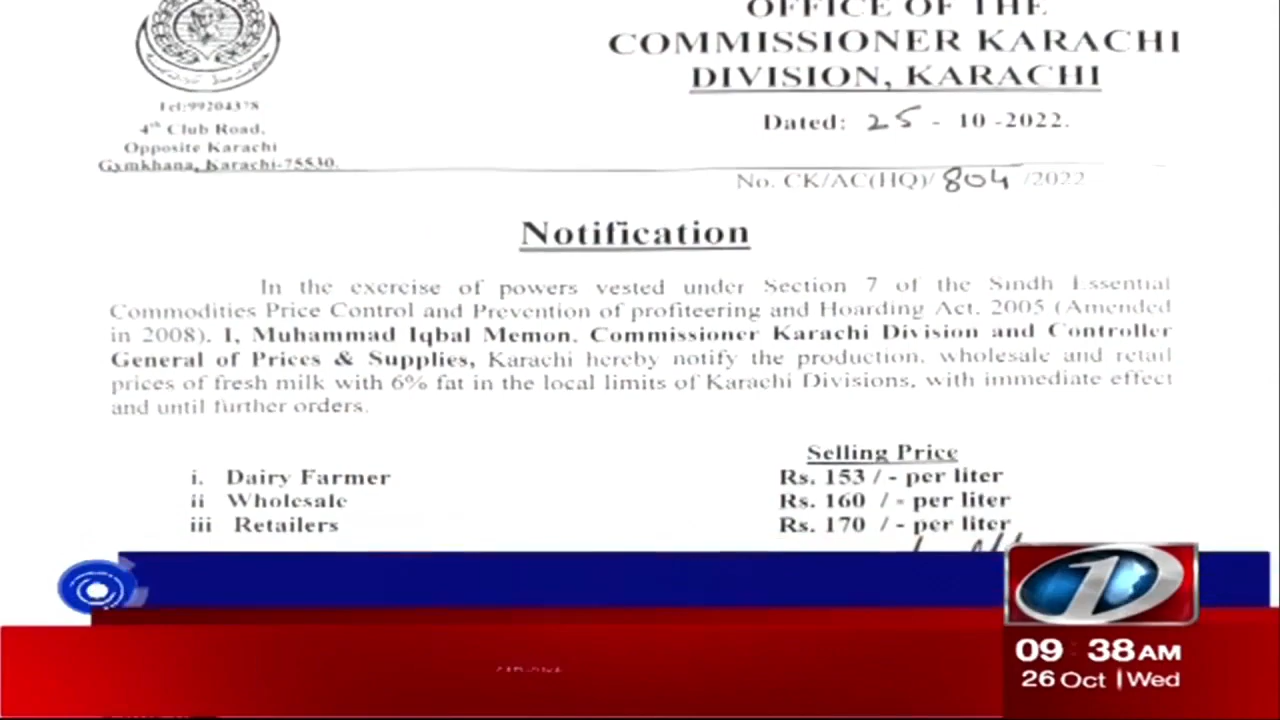 OFFICE OF THE
COMMISSIONER KARACHI
DIVISION, KARACHI
Tel:99204378
4th Club Road,
Opposite Karachi
Gymkhana, Karachi-75530.
Dated: 25 - 10 -2022.
No. CK/AC(HQ)/ 804 /2022
Notification
In the exercise of powers vested under Section 7 of the Sindh Essential
Commodities Price Control and Prevention of profiteering and Hoarding Act, 2005 (Amended
in 2008). I, Muhammad Iqbal Memon, Commissioner Karachi Division and Controller
General of Prices & Supplies, Karachi hereby notify the production, wholesale and retail
prices of fresh milk with 6% fat in the local limits of Karachi Divisions, with immediate effect
and until further orders.
Selling Price
i. Dairy Farmer Rs. 153 / - per liter
ii Wholesale Rs. 160 / - per liter
iii Retailers Rs. 170 / - per liter
1
09 : 38 AM
26 Oct | Wed